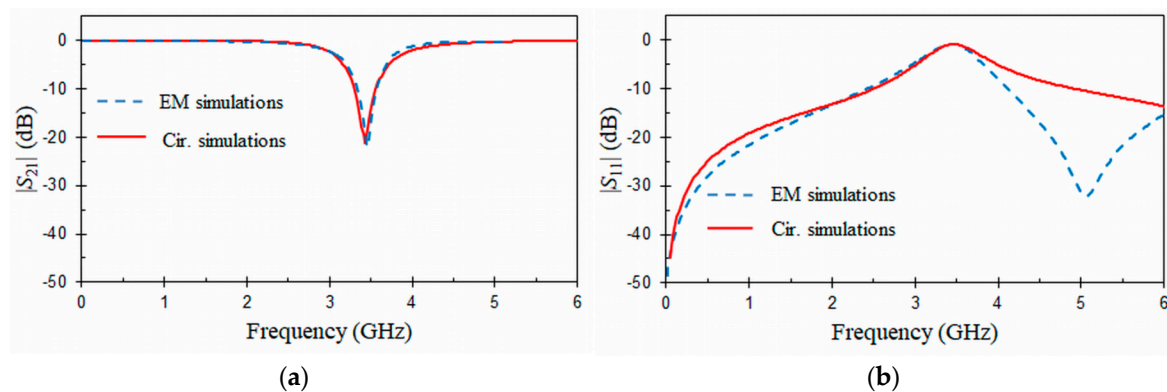 0
-10
-20
-30
-40
-50
|S21| (dB)
EM simulations
Cir. simulations
0 1 2 3 4 5 6
Frequency (GHz)
(a)
0
-10
-20
-30
-40
-50
|S11| (dB)
EM simulations
Cir. simulations
0 1 2 3 4 5 6
Frequency (GHz)
(b)